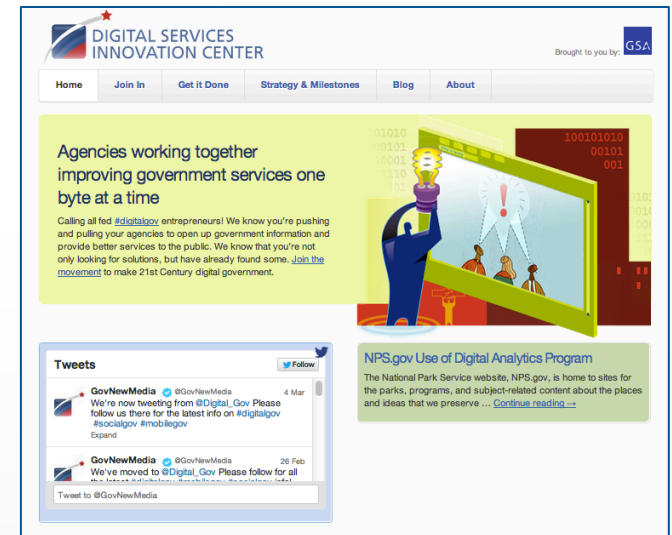 DIGITAL SERVICES
INNOVATION CENTER
Brought to you by:
GSA
Home Join In Get it Done Strategy & Milestones Blog About
Agencies working together
improving government services one
byte at a time
Calling all fed #digitalgov entrepreneurs! We know you're pushing
and pulling your agencies to open up government information and
provide better services to the public. We know that you're not
only looking for solutions, but have already found some. Join the
movement to make 21st Century digital government.
100101010
00101
001
Tweets
Follow
GovNewMedia @GovNewMedia 4 Mar
We're now tweeting from @Digital_Gov Please
follow us there for the latest info on #digitalgov
#socialgov #mobilegov
Expand
GovNewMedia @GovNewMedia 26 Feb
We've moved to @Digital_Gov Please follow for all
Tweet to @GovNewMedia
NPS.gov Use of Digital Analytics Program
The National Park Service website, NPS.gov, is home to sites for
the parks, programs, and subject-related content about the places
and ideas that we preserve … Continue reading →